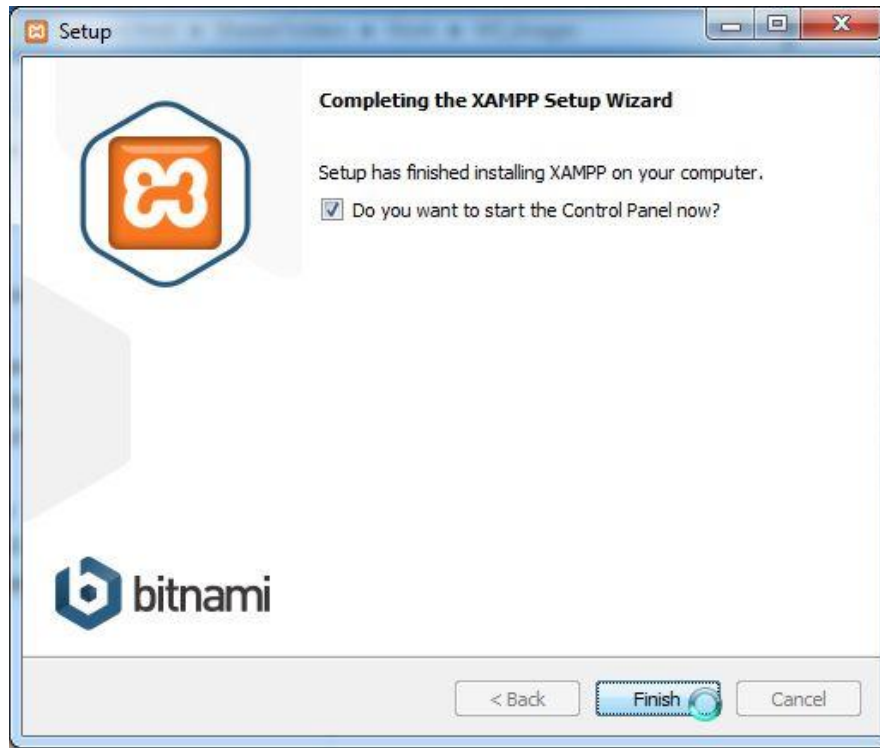 Setup
Completing the XAMPP Setup Wizard
Setup has finished installing XAMPP on your computer.
Do you want to start the Control Panel now?
bitnami
< Back
Finish
Cancel